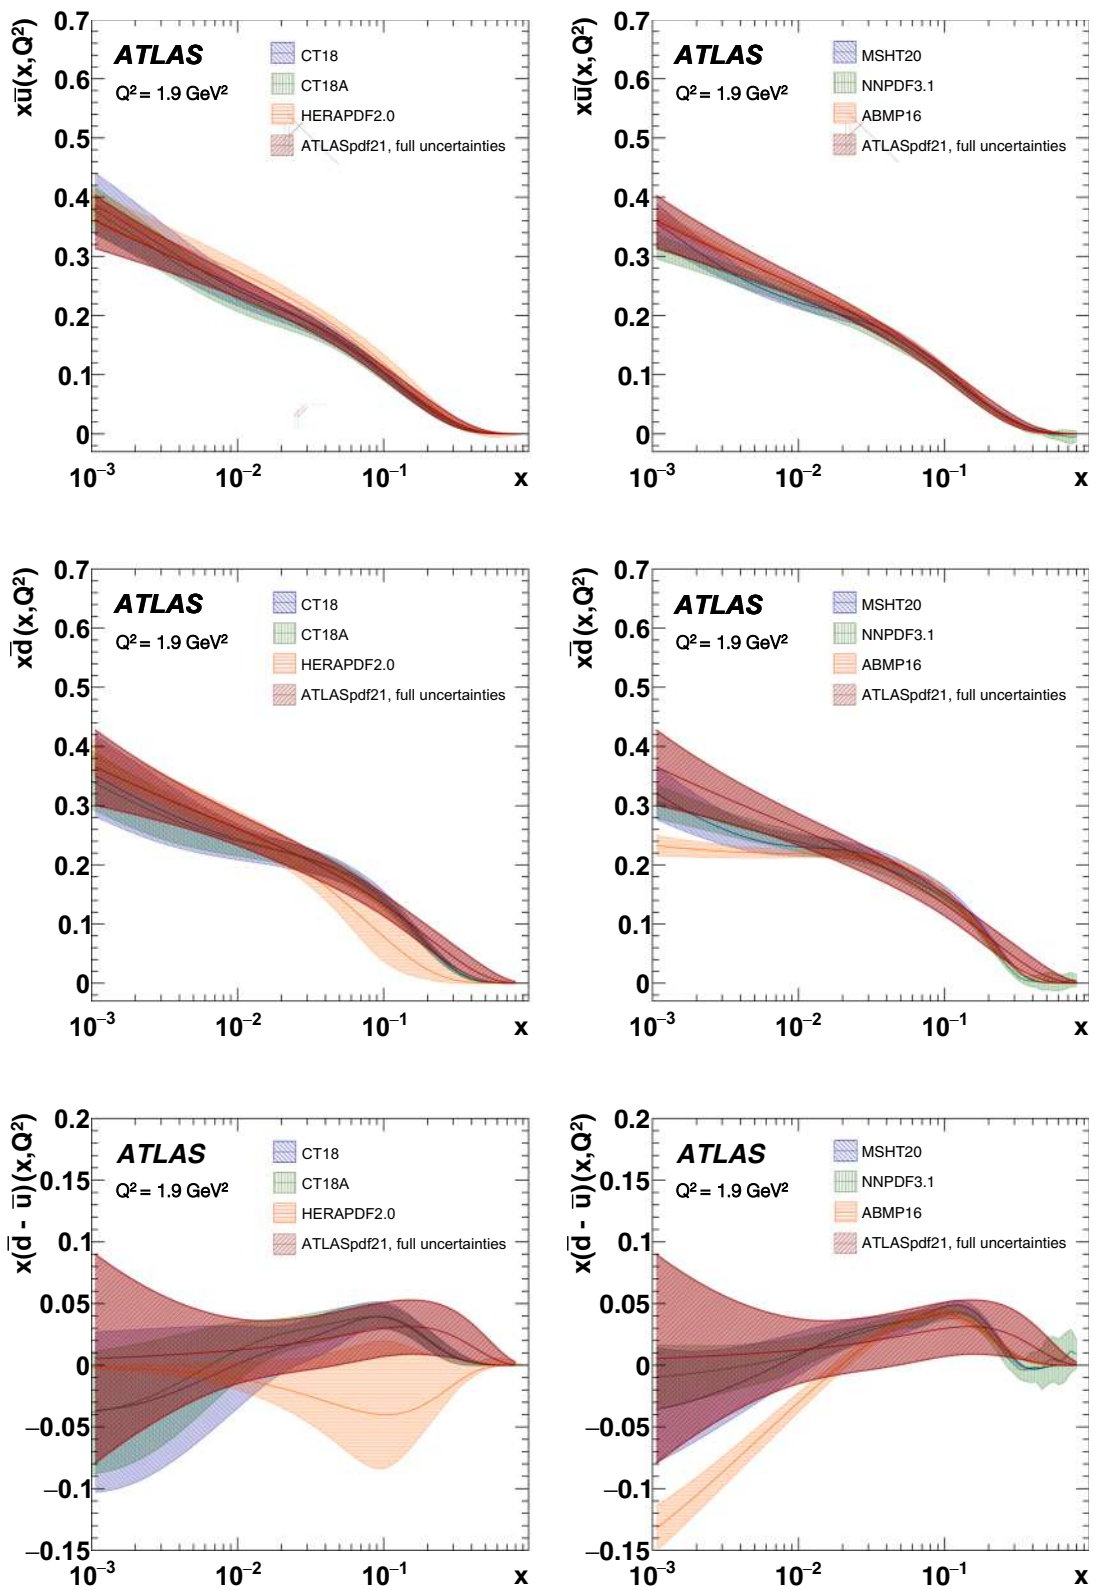 xu̅(x,Q²)
0.7
0.6
0.5
0.4
0.3
0.2
0.1
0
ATLAS
Q² = 1.9 GeV²
CT18
CT18A
HERAPDF2.0
ATLASpdf21, full uncertainties
10⁻³
10⁻²
10⁻¹
x
xu̅(x,Q²)
0.7
0.6
0.5
0.4
0.3
0.2
0.1
0
ATLAS
Q² = 1.9 GeV²
MSHT20
NNPDF3.1
ABMP16
ATLASpdf21, full uncertainties
10⁻³
10⁻²
10⁻¹
x
xd̅(x,Q²)
0.7
0.6
0.5
0.4
0.3
0.2
0.1
0
ATLAS
Q² = 1.9 GeV²
CT18
CT18A
HERAPDF2.0
ATLASpdf21, full uncertainties
10⁻³
10⁻²
10⁻¹
x
xd̅(x,Q²)
0.7
0.6
0.5
0.4
0.3
0.2
0.1
0
ATLAS
Q² = 1.9 GeV²
MSHT20
NNPDF3.1
ABMP16
ATLASpdf21, full uncertainties
10⁻³
10⁻²
10⁻¹
x
x(d̅ - u̅)(x,Q²)
0.2
0.15
0.1
0.05
0
−0.05
−0.1
−0.15
ATLAS
Q² = 1.9 GeV²
CT18
CT18A
HERAPDF2.0
ATLASpdf21, full uncertainties
10⁻³
10⁻²
10⁻¹
x
x(d̅ - u̅)(x,Q²)
0.2
0.15
0.1
0.05
0
−0.05
−0.1
−0.15
ATLAS
Q² = 1.9 GeV²
MSHT20
NNPDF3.1
ABMP16
ATLASpdf21, full uncertainties
10⁻³
10⁻²
10⁻¹
x